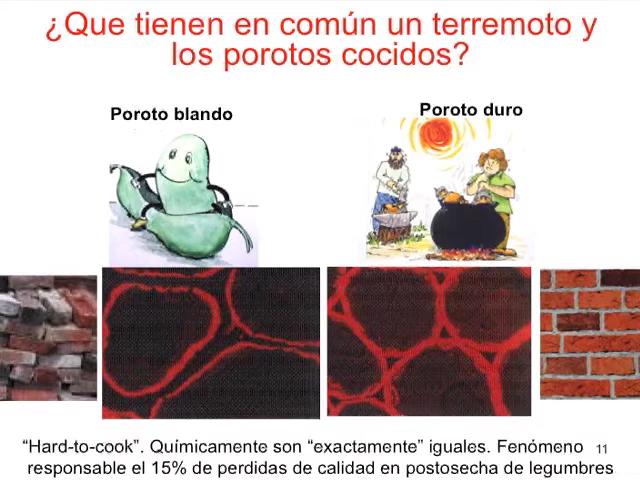 ¿Que tienen en común un terremoto y
los porotos cocidos?
Poroto blando
Poroto duro
“Hard-to-cook”. Químicamente son “exactamente” iguales. Fenómeno
responsable el 15% de perdidas de calidad en postosecha de legumbres
11